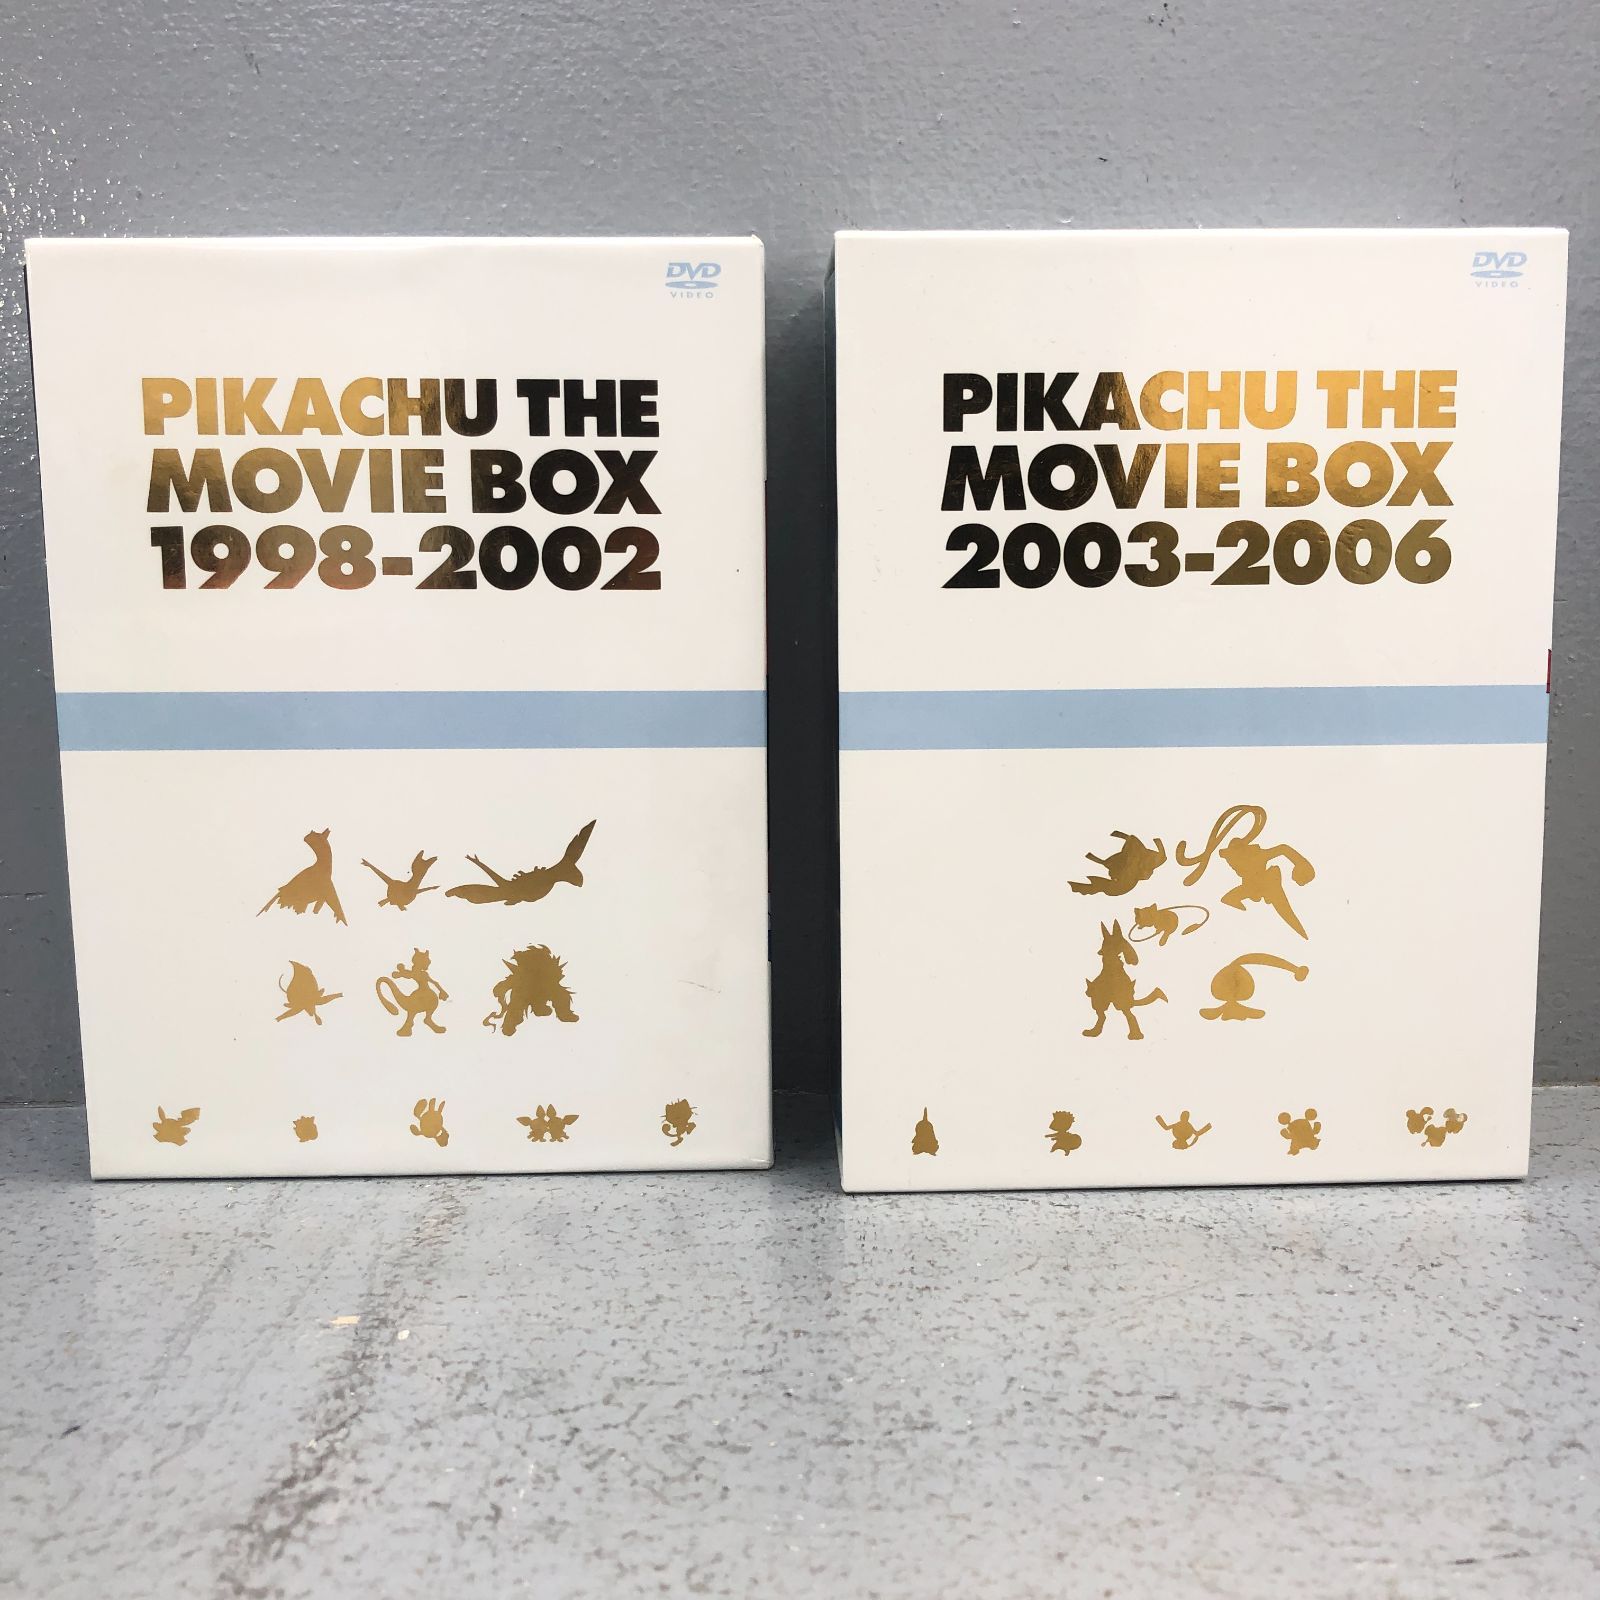 DVD
VIDEO
PIKACHU THE
MOVIE BOX
1998-2002
DVD
VIDEO
PIKACHU THE
MOVIE BOX
2003-2006